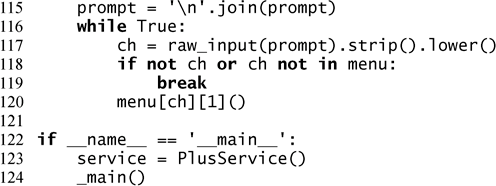 115     prompt = '\n'.join(prompt)
116     while True:
117         ch = raw_input(prompt).strip().lower()
118         if not ch or ch not in menu:
119             break
120         menu[ch][1]()
121
122 if __name__ == '__main__':
123     service = PlusService()
124     _main()